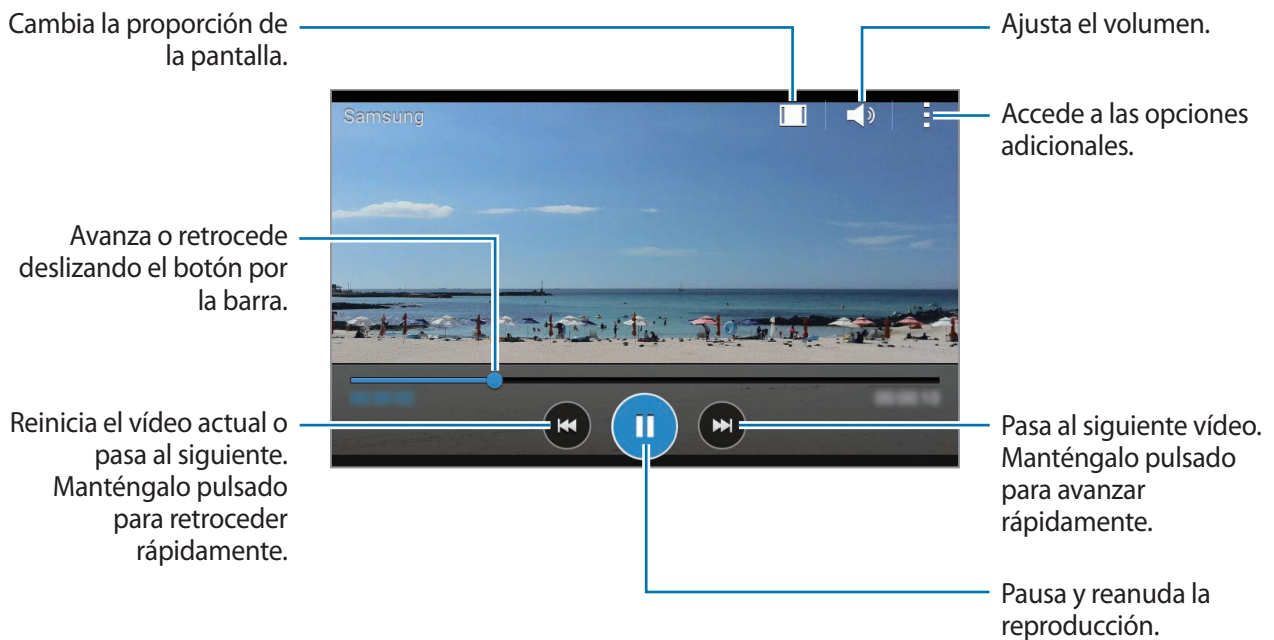 Cambia la proporción de
la pantalla.
Ajusta el volumen.
Samsung
Accede a las opciones
adicionales.
Avanza o retrocede
deslizando el botón por
la barra.
Reinicia el vídeo actual o
pasa al siguiente.
Manténgalo pulsado
para retroceder
rápidamente.
Pasa al siguiente vídeo.
Manténgalo pulsado
para avanzar
rápidamente.
Pausa y reanuda la
reproducción.